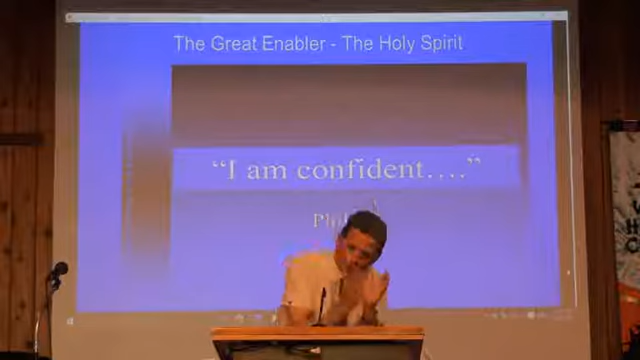 The Great Enabler - The Holy Spirit
“I am confident….”